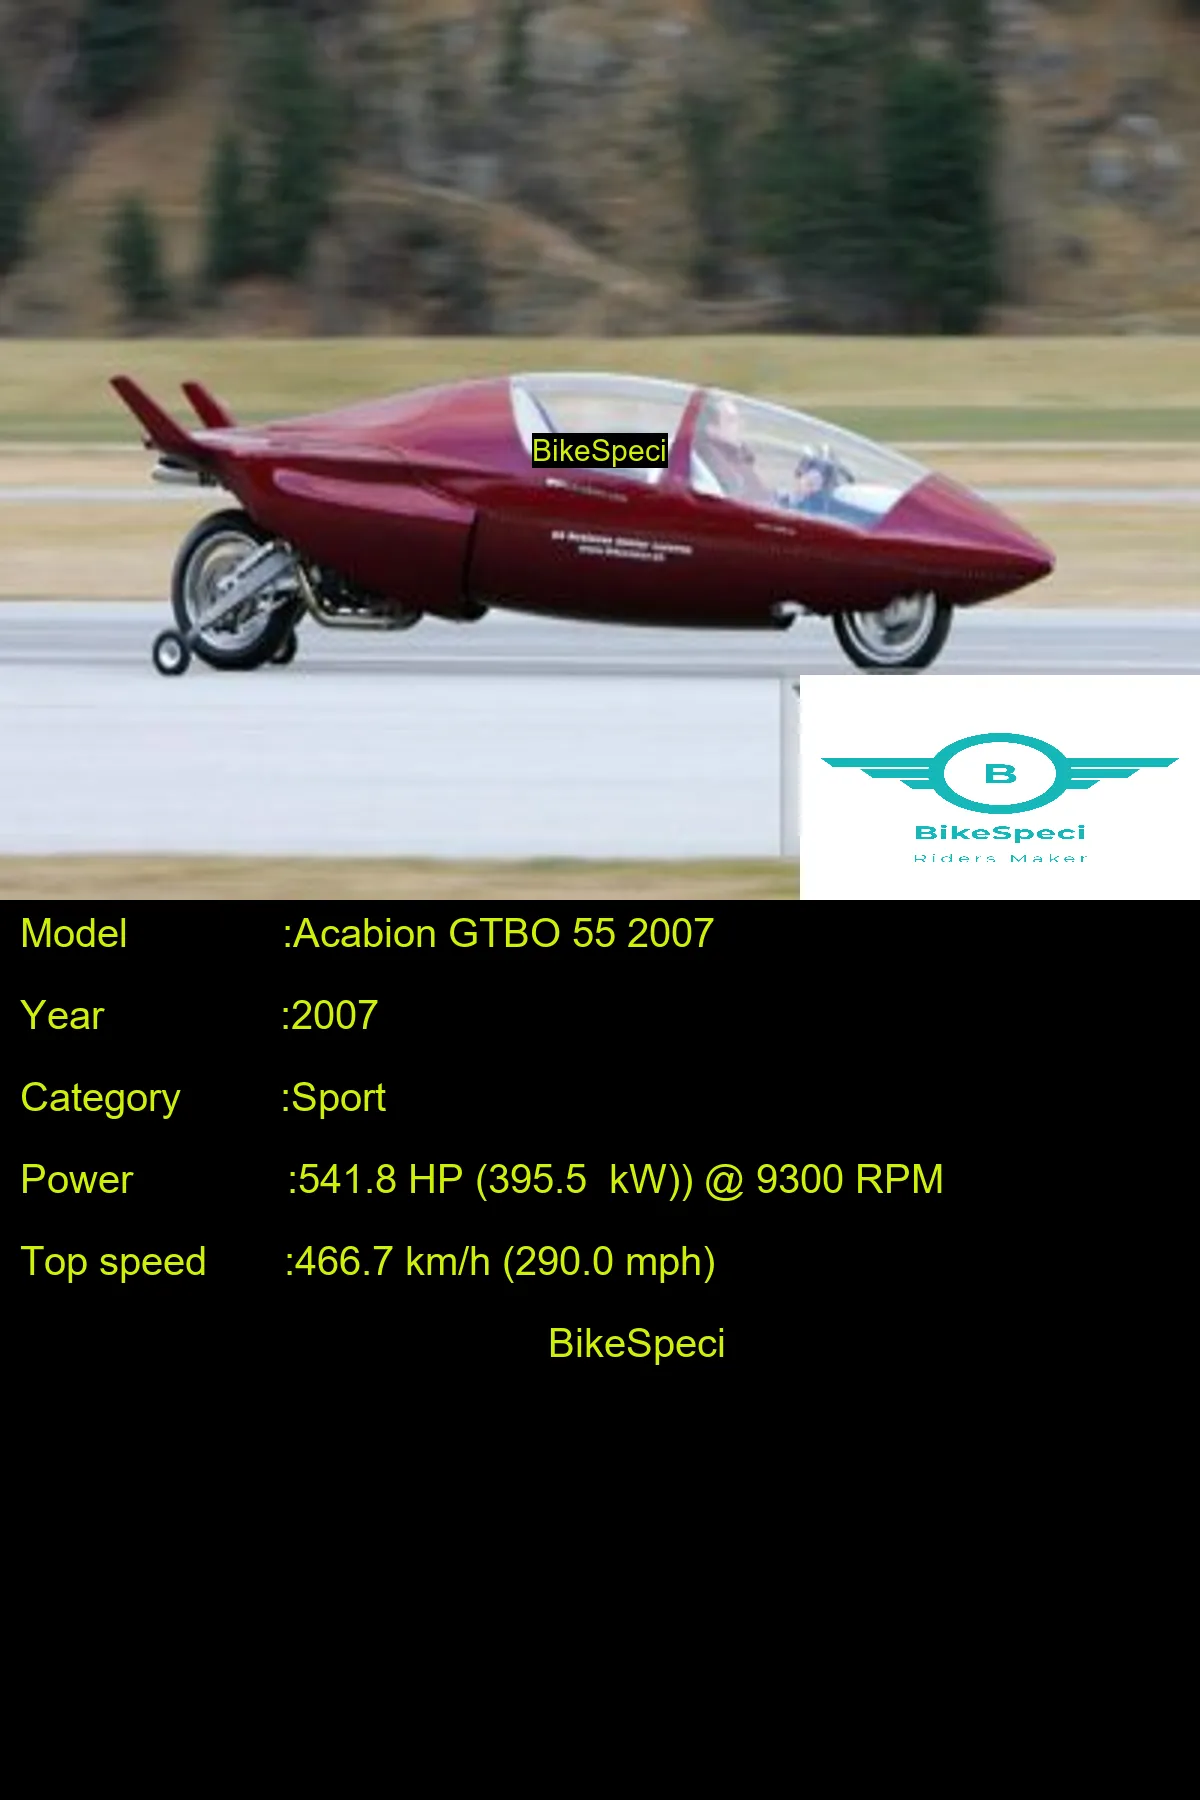 BikeSpeci
B
BikeSpeci
Riders Maker
Model :Acabion GTBO 55 2007
Year :2007
Category :Sport
Power :541.8 HP (395.5 kW)) @ 9300 RPM
Top speed :466.7 km/h (290.0 mph)
BikeSpeci